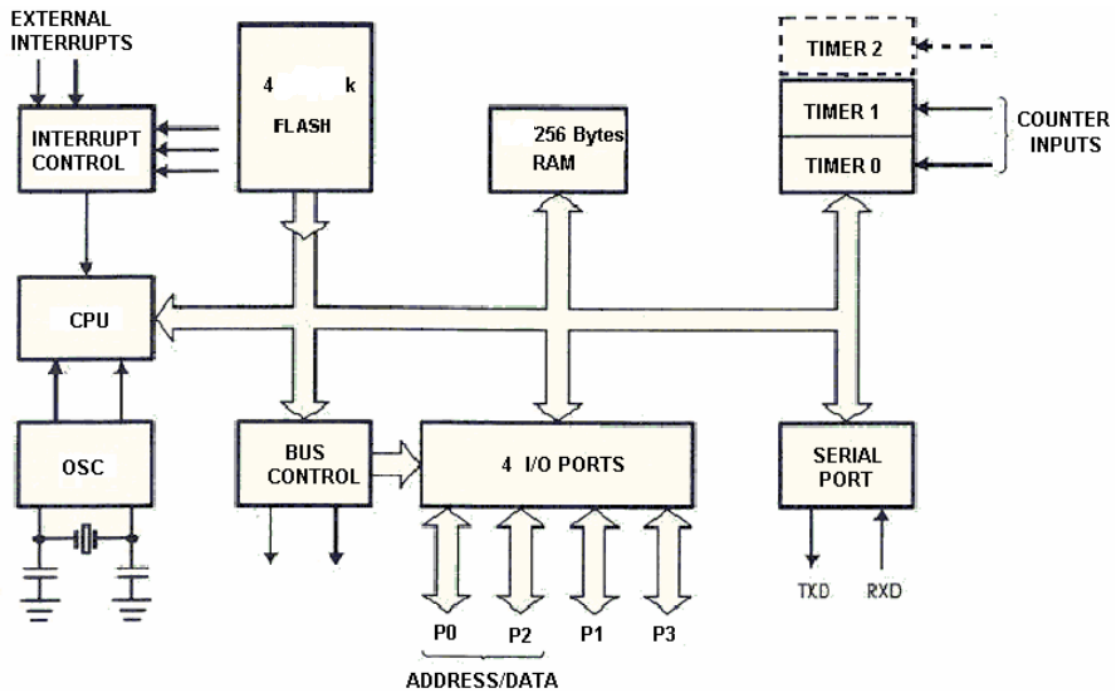 EXTERNAL
INTERRUPTS
INTERRUPT
CONTROL
4 k
FLASH
256 Bytes
RAM
TIMER 2
TIMER 1
TIMER 0
COUNTER
INPUTS
CPU
OSC
BUS
CONTROL
4 I/O PORTS
SERIAL
PORT
TXD RXD
P0 P2 P1 P3
ADDRESS/DATA